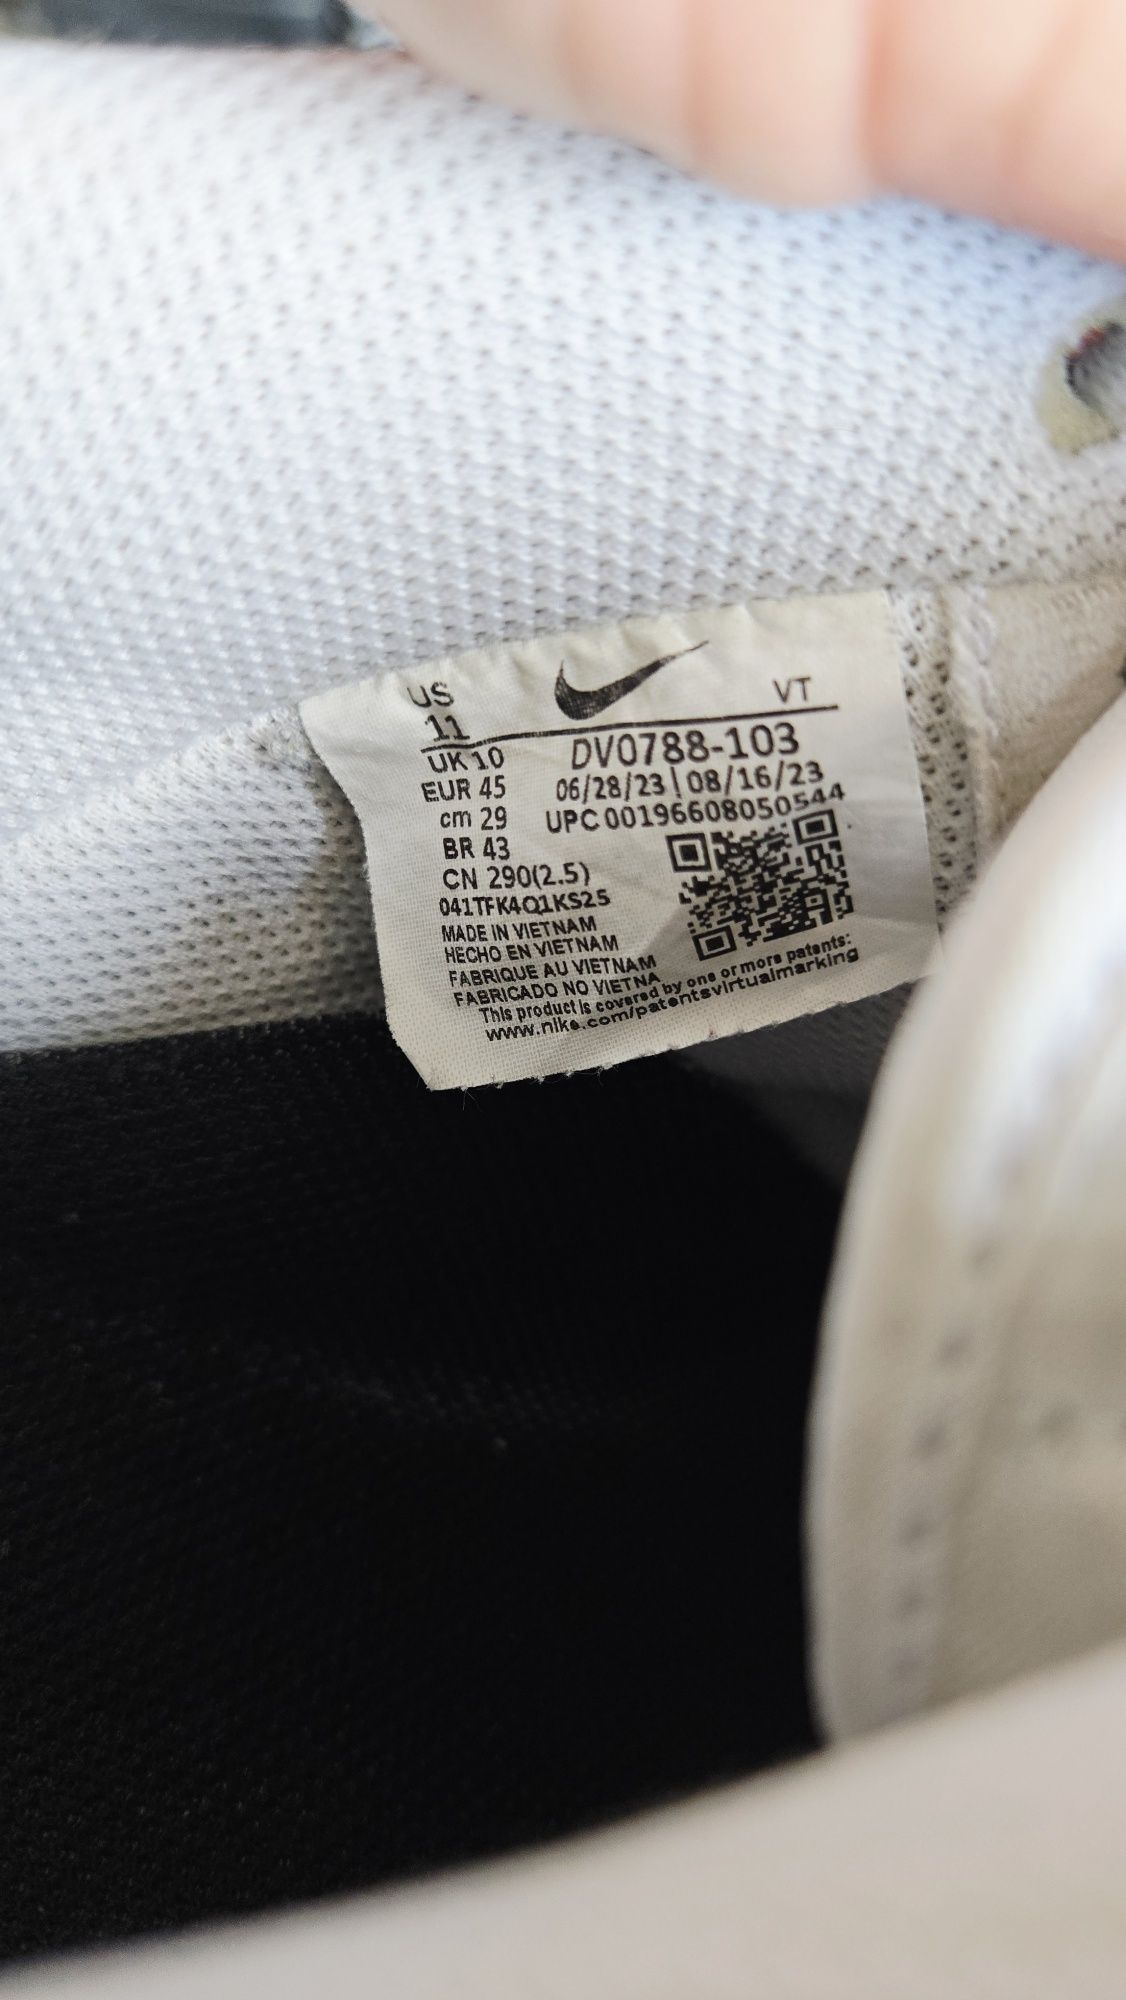 US
11
VT
UK 10
DV0788-103
EUR 45
06/28/23 | 08/16/23
cm 29
UPC 00196608050544
BR 43
CN 290(2.5)
041TFK4Q1KS25
MADE IN VIETNAM
HECHO EN VIETNAM
FABRIQUE AU VIETNAM
FABRICADO NO VIETNA
This product is covered by one or more patents:
www.nike.com/patentsvirtualmarking